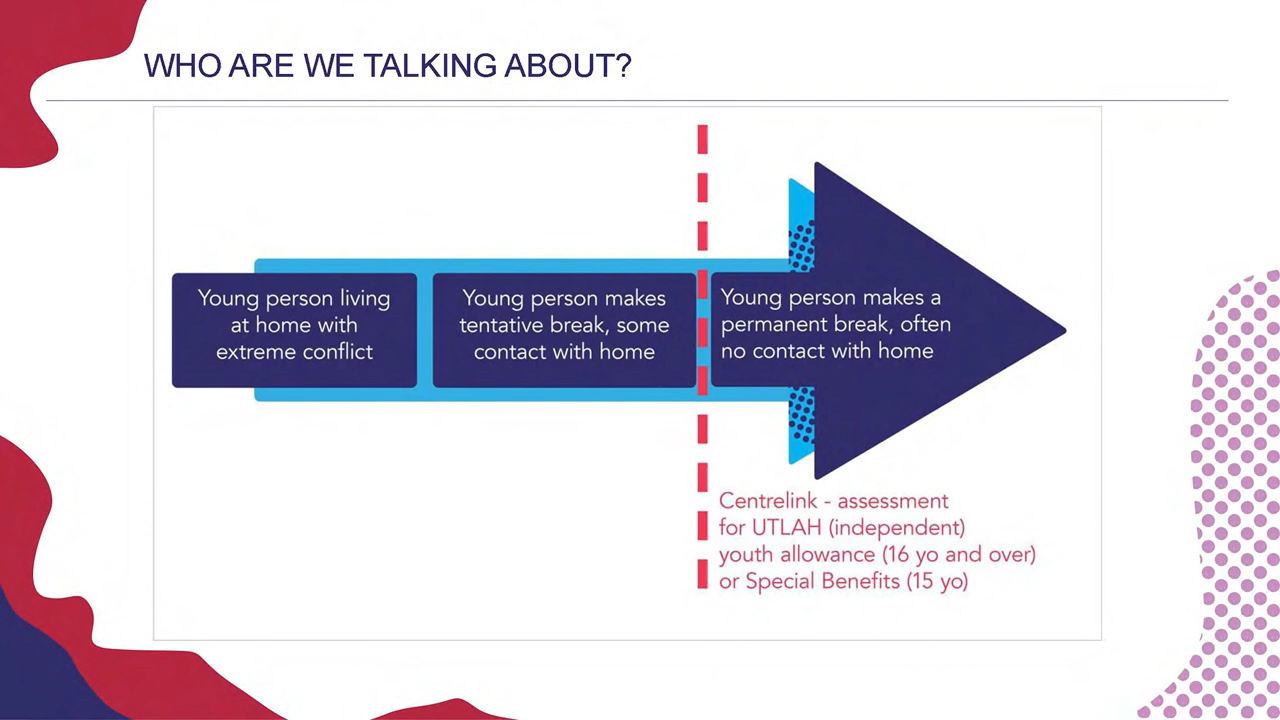 WHO ARE WE TALKING ABOUT?
Young person living
at home with
extreme conflict
Young person makes
tentative break, some
contact with home
Young person makes a
permanent break, often
no contact with home
Centrelink - assessment
for UTLAH (independent)
youth allowance (16 yo and over)
or Special Benefits (15 yo)